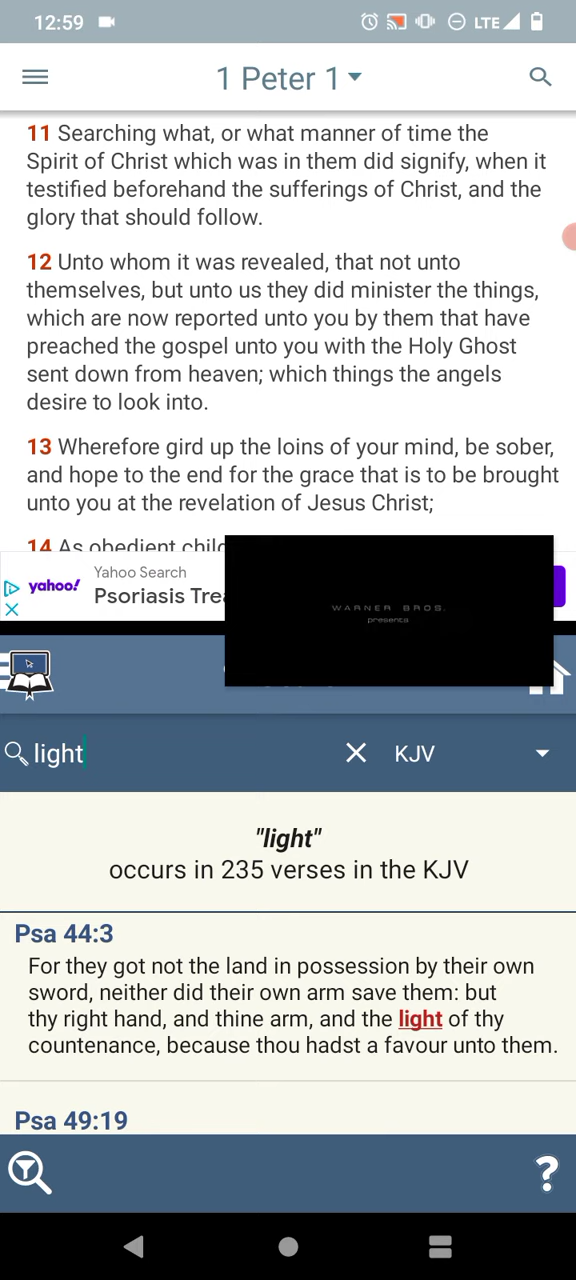 12:59
LTE
1 Peter 1
11 Searching what, or what manner of time the
Spirit of Christ which was in them did signify, when it
testified beforehand the sufferings of Christ, and the
glory that should follow.
12 Unto whom it was revealed, that not unto
themselves, but unto us they did minister the things,
which are now reported unto you by them that have
preached the gospel unto you with the Holy Ghost
sent down from heaven; which things the angels
desire to look into.
13 Wherefore gird up the loins of your mind, be sober,
and hope to the end for the grace that is to be brought
unto you at the revelation of Jesus Christ;
14 As obedient
yahoo!
Yahoo Search
Psoriasis
WARNER BROS.
presents
light
KJV
"light"
occurs in 235 verses in the KJV
Psa 44:3
For they got not the land in possession by their own
sword, neither did their own arm save them: but
thy right hand, and thine arm, and the light of thy
countenance, because thou hadst a favour unto them.
Psa 49:19
?